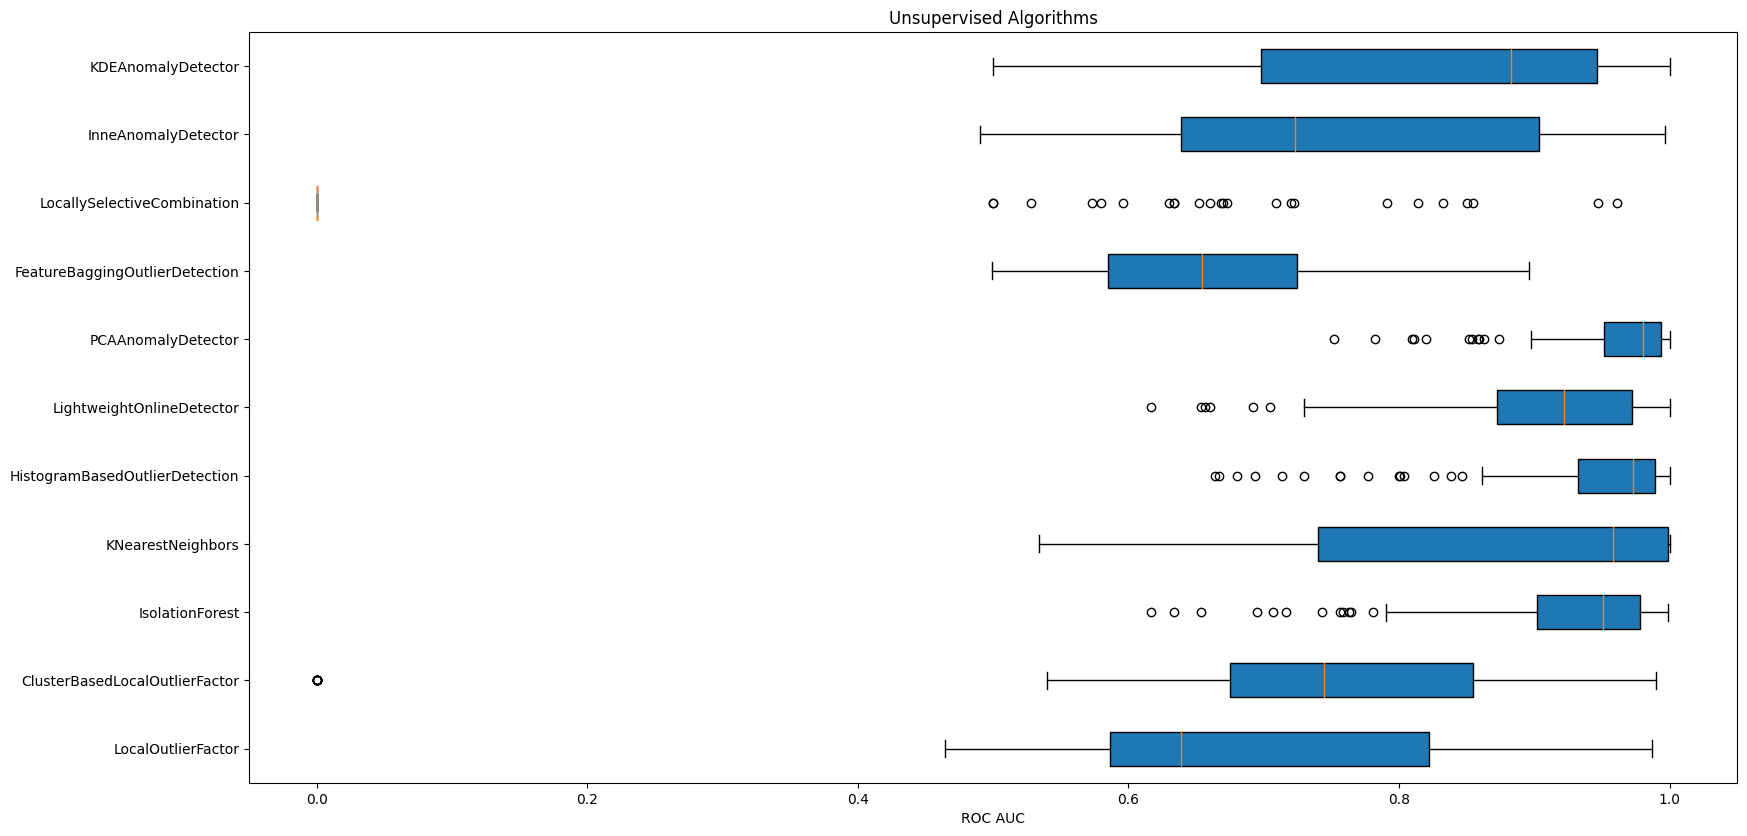 Unsupervised Algorithms
KDEAnomalyDetector
InneAnomalyDetector
LocallySelectiveCombination
FeatureBaggingOutlierDetection
PCAAnomalyDetector
LightweightOnlineDetector
HistogramBasedOutlierDetection
KNearestNeighbors
IsolationForest
ClusterBasedLocalOutlierFactor
LocalOutlierFactor
0.0 0.2 0.4 0.6 0.8 1.0
ROC AUC